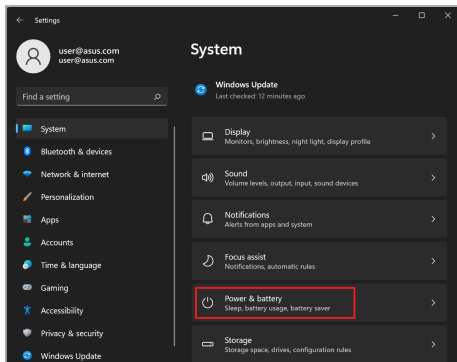 Settings
user@asus.com
user@asus.com
Find a setting
System
Bluetooth & devices
Network & internet
Personalization
Apps
Accounts
Time & language
Gaming
Accessibility
Privacy & security
Windows Update
System
Windows Update
Last checked: 12 minutes ago
Display
Monitors, brightness, night light, display profile
Sound
Volume levels, output, input, sound devices
Notifications
Alerts from apps and system
Focus assist
Notifications, automatic rules
Power & battery
Sleep, battery usage, battery saver
Storage
Storage space, drives, configuration rules